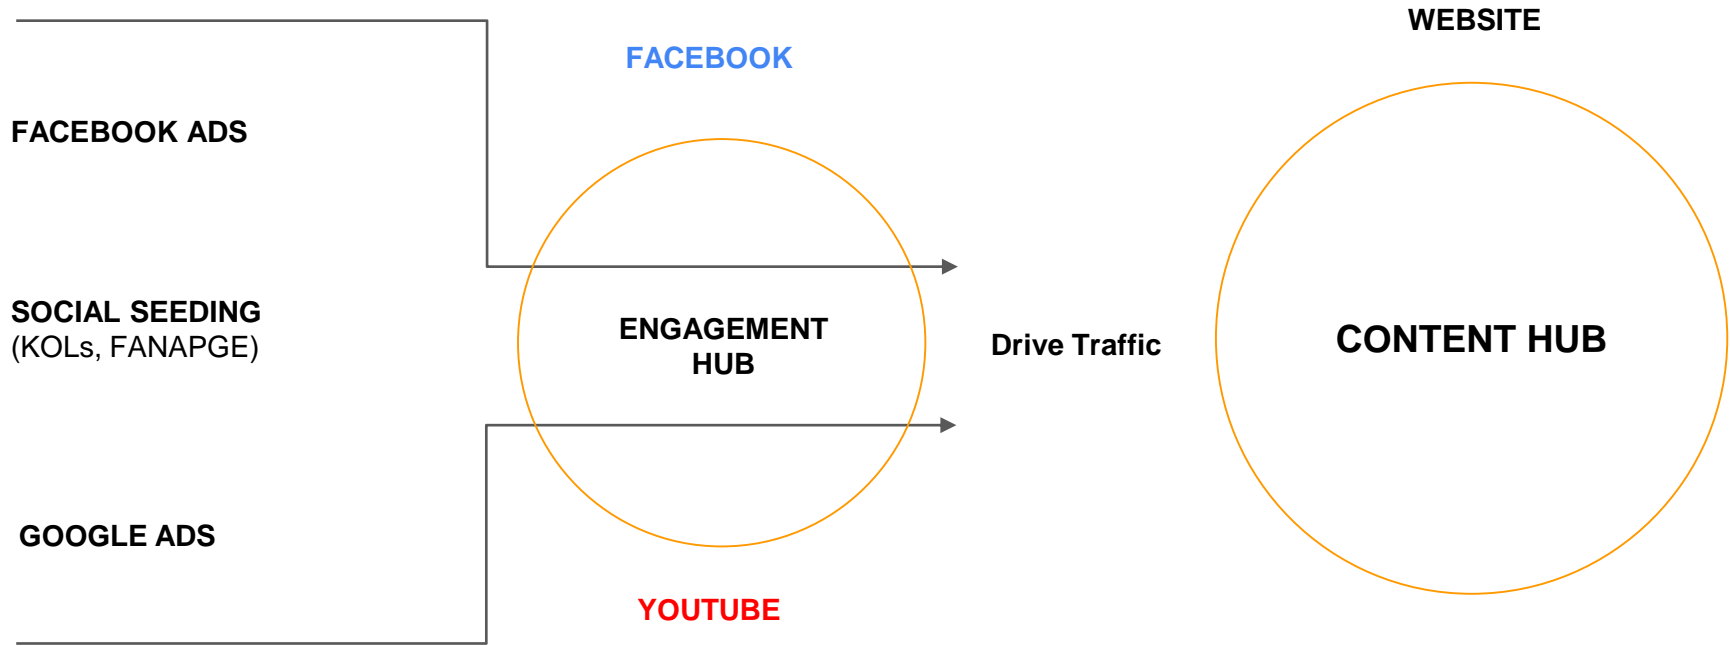 FACEBOOK ADS
SOCIAL SEEDING
(KOLs, FANAPGE)
GOOGLE ADS
FACEBOOK
ENGAGEMENT
HUB
YOUTUBE
Drive Traffic
WEBSITE
CONTENT HUB